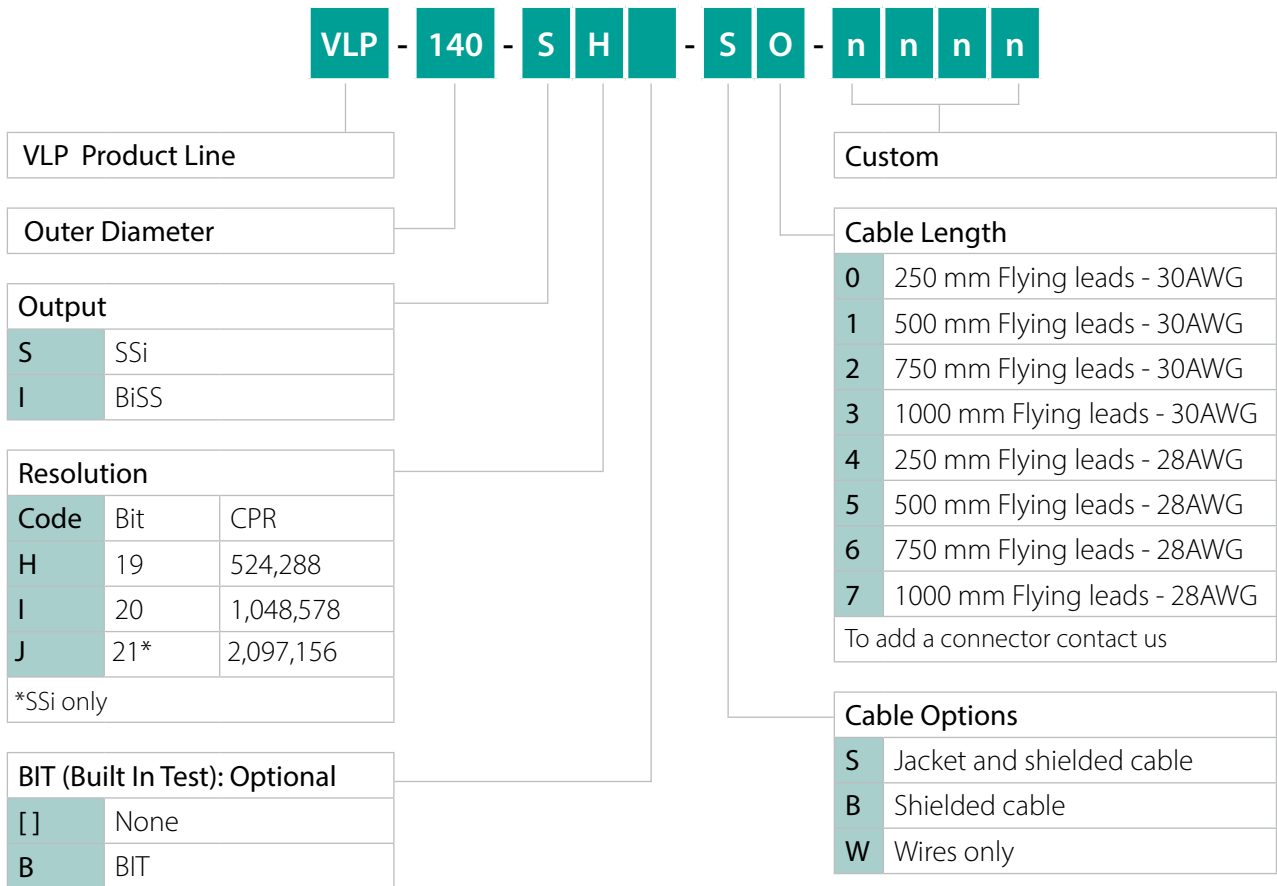 VLP - 140 - S H - S O - n n n n
VLP Product Line
Outer Diameter
Output
S SSi
I BiSS
Resolution
Code Bit CPR
H 19 524,288
I 20 1,048,578
J 21* 2,097,156
*SSi only
BIT (Built In Test): Optional
[ ] None
B BIT
Custom
Cable Length
0 250 mm Flying leads - 30AWG
1 500 mm Flying leads - 30AWG
2 750 mm Flying leads - 30AWG
3 1000 mm Flying leads - 30AWG
4 250 mm Flying leads - 28AWG
5 500 mm Flying leads - 28AWG
6 750 mm Flying leads - 28AWG
7 1000 mm Flying leads - 28AWG
To add a connector contact us
Cable Options
S Jacket and shielded cable
B Shielded cable
W Wires only